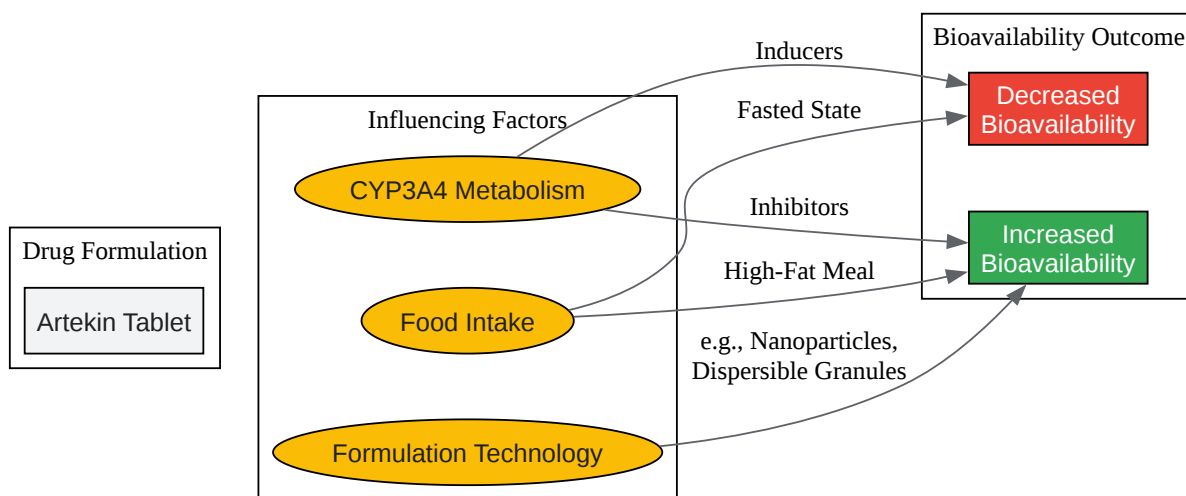 Drug Formulation
Artekin Tablet
Influencing Factors
CYP3A4 Metabolism
Food Intake
Formulation Technology
Inducers
Fasted State
Inhibitors
High-Fat Meal
e.g., Nanoparticles,
Dispersible Granules
Bioavailability Outcome
Decreased
Bioavailability
Increased
Bioavailability